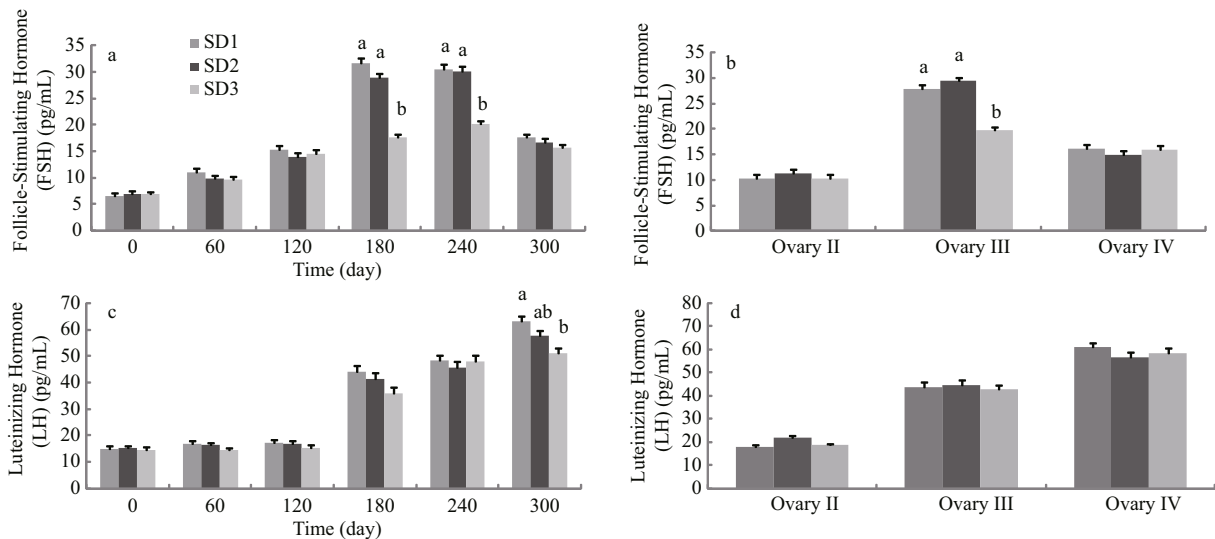 a
SD1
SD2
SD3
Follicle-Stimulating Hormone
(FSH) (pg/mL)
35
30
25
20
15
10
5
0
a a
b
a a
b
0 60 120 180 240 300
Time (day)
b
Follicle-Stimulating Hormone
(FSH) (pg/mL)
35
30
25
20
15
10
5
0
a a
b
Ovary II Ovary III Ovary IV
c
Luteinizing Hormone
(LH) (pg/mL)
70
60
50
40
30
20
10
0
a ab b
0 60 120 180 240 300
Time (day)
d
Luteinizing Hormone
(LH) (pg/mL)
80
70
60
50
40
30
20
10
0
Ovary II Ovary III Ovary IV